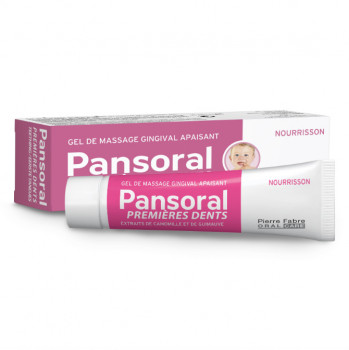 GEL DE MASSAGE GINGIVAL APAISANT
Pansoral
NOURRISSON
Pansoral
PREMIÈRES DENTS
GEL DE MASSAGE GINGIVAL APAISANT
Pansoral
PREMIÈRES DENTS
EXTRAITS DE CAMOMILLE ET DE GUIMAUVE
NOURRISSON
Pierre Fabre
ORAL CARE